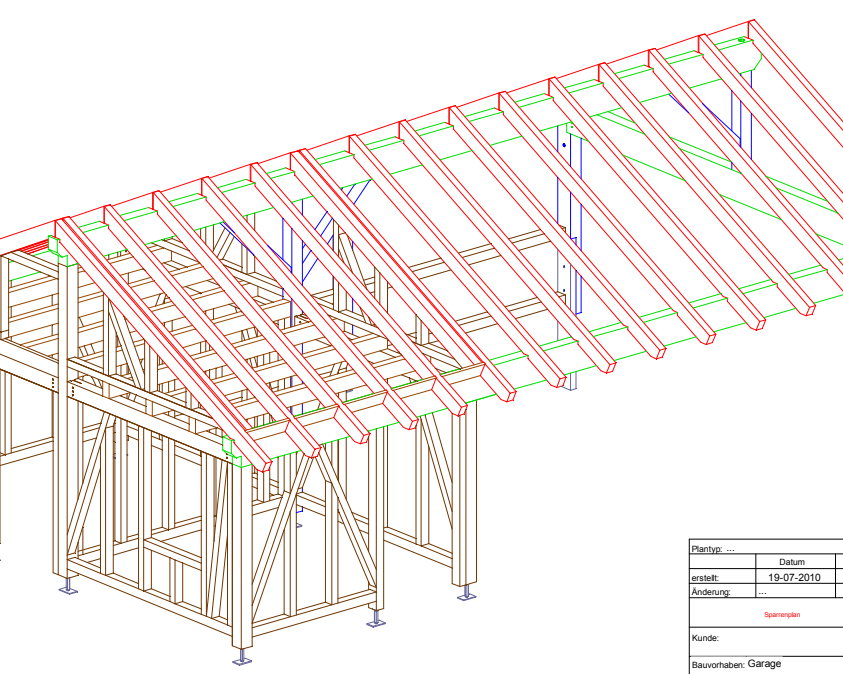 Plantyp: ...
Datum
erstellt: 19-07-2010
Änderung: ...
Sparrenplan
Kunde:
Bauvorhaben: Garage